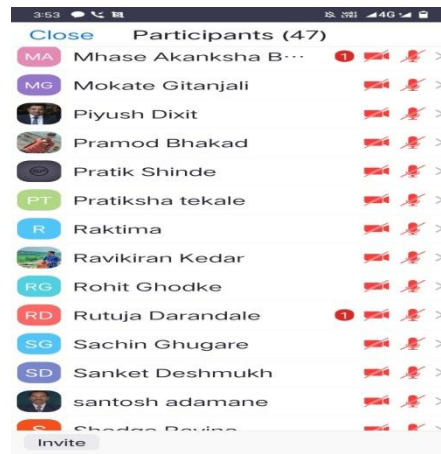 3:53 4G
Close Participants (47)
MA Mhase Akanksha B... 1
MG Mokate Gitanjali
Piyush Dixit
Pramod Bhakad
SP Pratik Shinde
PT Pratiksha tekale
R Raktima
Ravikiran Kedar
RG Rohit Ghodke
RD Rutuja Darandale 1
SG Sachin Ghugare
SD Sanket Deshmukh
santosh adamane
S
Invite